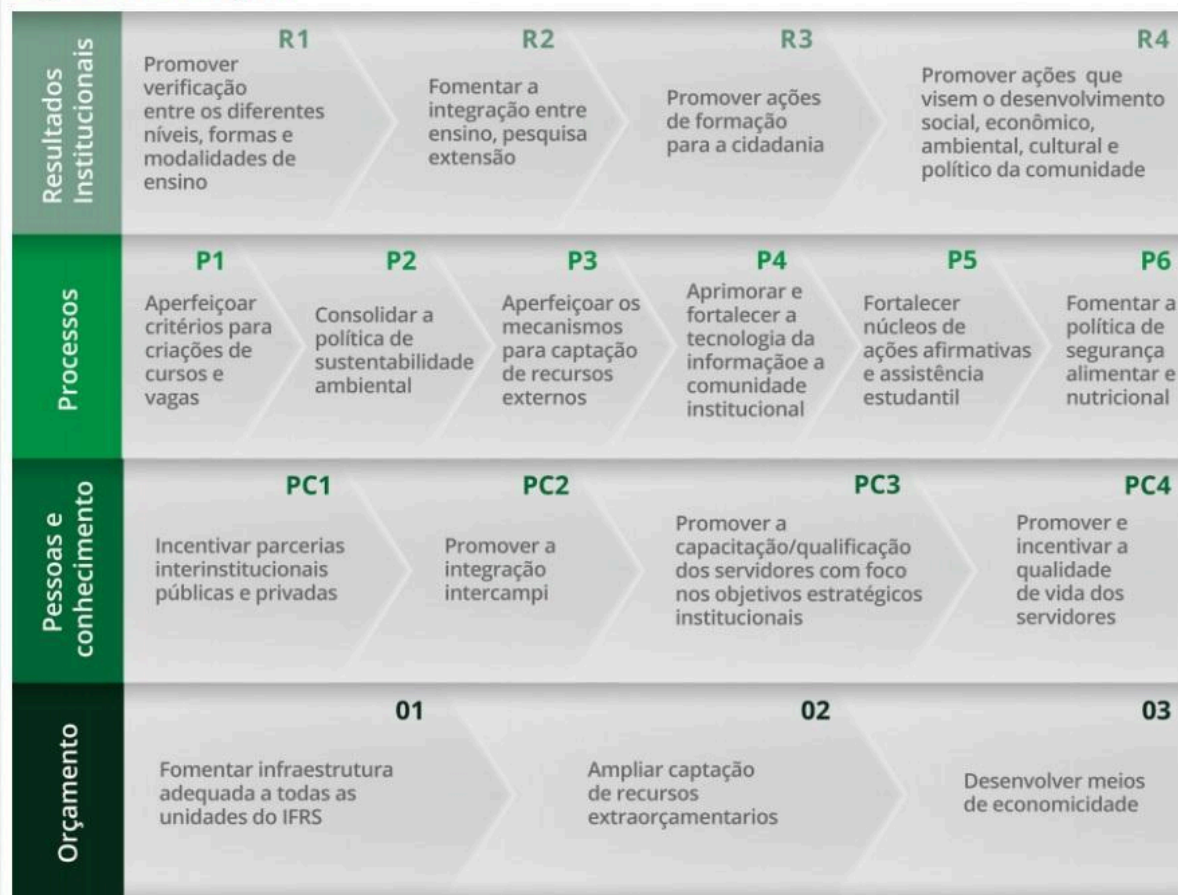 Resultados
Institucionais
R1
Promover
verificação
entre os diferentes
níveis, formas e
modalidades de
ensino
R2
Fomentar a
integração entre
ensino, pesquisa
extensão
R3
Promover ações
de formação
para a cidadania
R4
Promover ações que
visem o desenvolvimento
social, econômico,
ambiental, cultural e
político da comunidade
Processos
P1
Aperfeiçoar
critérios para
criações de
cursos e
vagas
P2
Consolidar a
política de
sustentabilidade
ambiental
P3
Aperfeiçoar os
mecanismos
para captação
de recursos
externos
P4
Aprimorar e
fortalecer a
tecnologia da
informaçãoe a
comunidade
institucional
P5
Fortalecer
núcleos de
ações afirmativas
e assistência
estudantil
P6
Fomentar a
política de
segurança
alimentar e
nutricional
Pessoas e
conhecimento
PC1
Incentivar parcerias
interinstitucionais
públicas e privadas
PC2
Promover a
integração
intercampi
PC3
Promover a
capacitação/qualificação
dos servidores com foco
nos objetivos estratégicos
institucionais
PC4
Promover e
incentivar a
qualidade
de vida dos
servidores
Orçamento
01
Fomentar infraestrutura
adequada a todas as
unidades do IFRS
02
Ampliar captação
de recursos
extraorçamentarios
03
Desenvolver meios
de economicidade